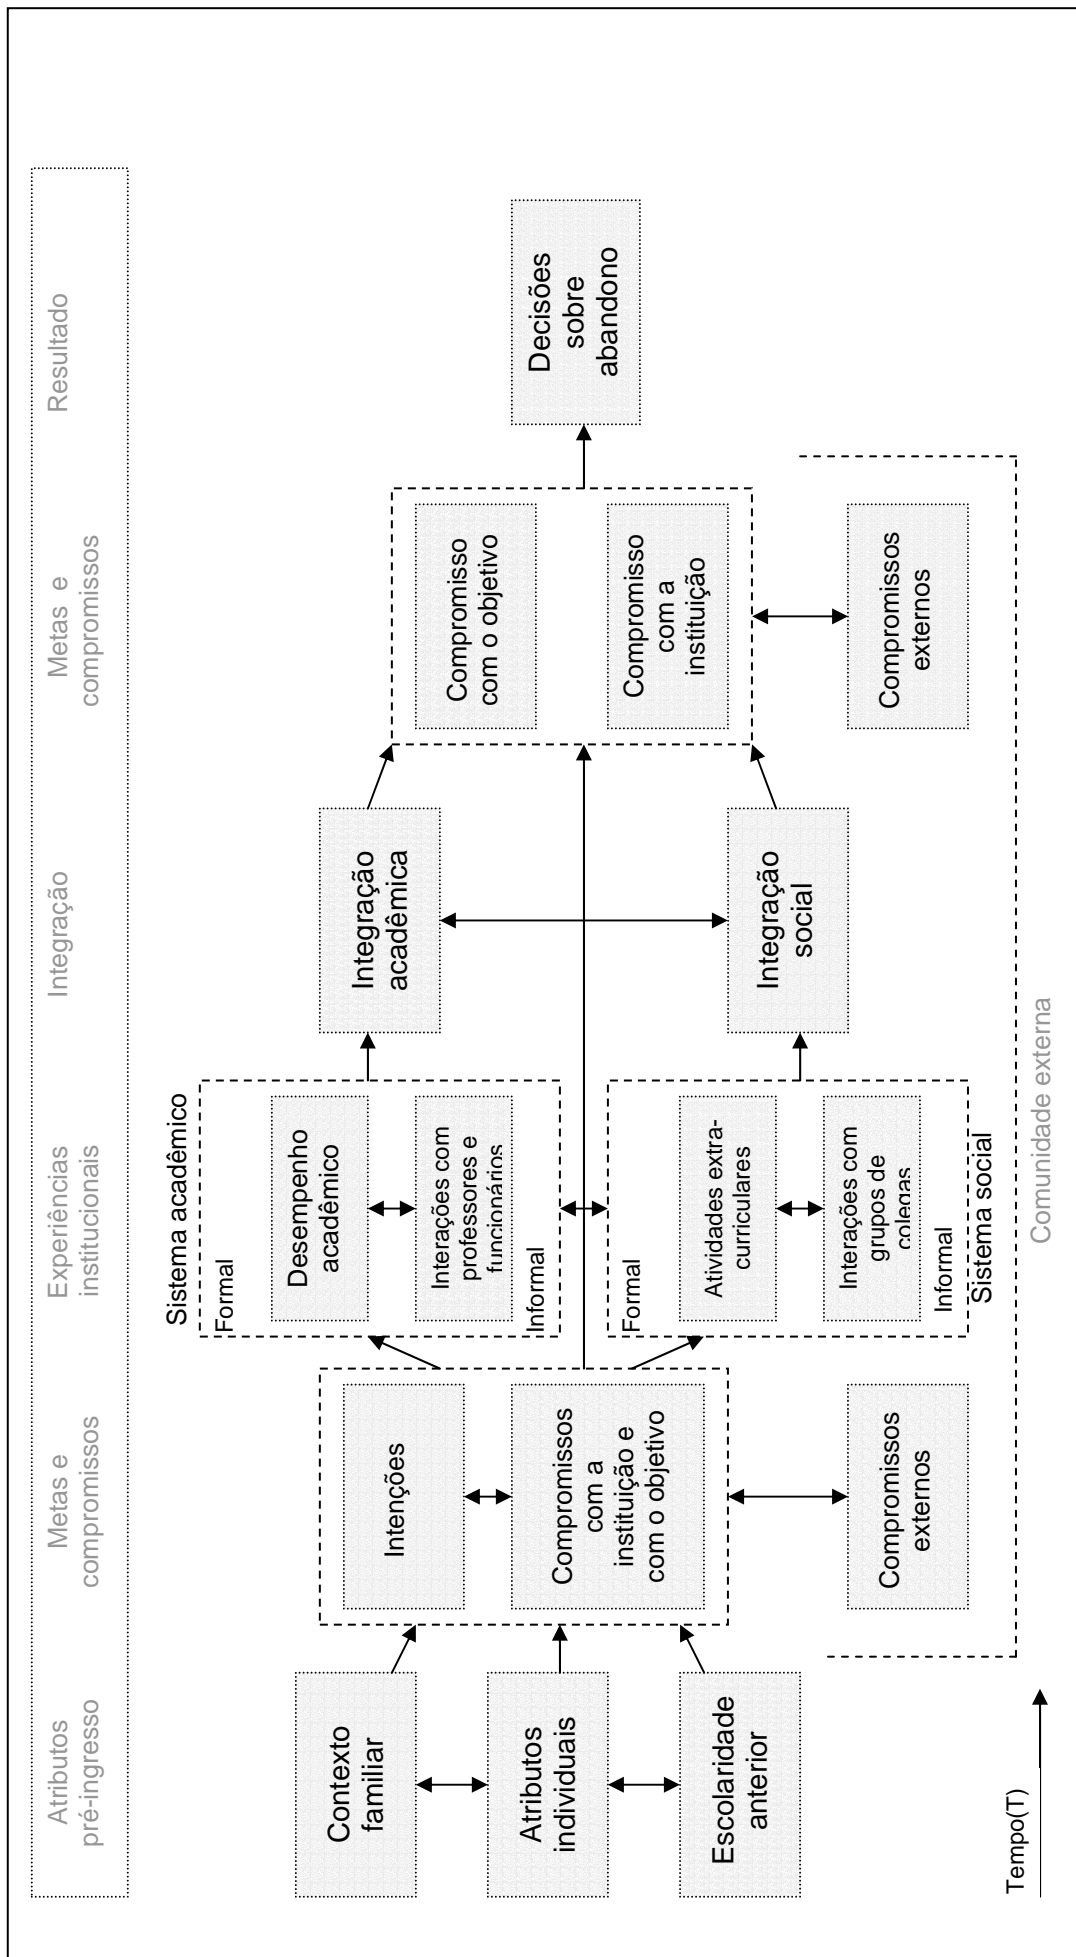 Atributos
pré-ingresso
Metas e
compromissos
Experiências
institucionais
Integração
Metas e
compromissos
Resultado
Contexto
familiar
Atributos
individuais
Escolaridade
anterior
Intenções
Compromissos
com a
instituição e
com o objetivo
Compromissos
externos
Sistema acadêmico
Formal
Desempenho
acadêmico
Interações com
professores e
funcionários
Informal
Formal
Atividades extra-
curriculares
Interações com
grupos de
colegas
Informal
Sistema social
Integração
acadêmica
Integração
social
Compromisso
com o objetivo
Compromisso
com a
instituição
Compromissos
externos
Decisões
sobre
abandono
Comunidade externa
Tempo(T)